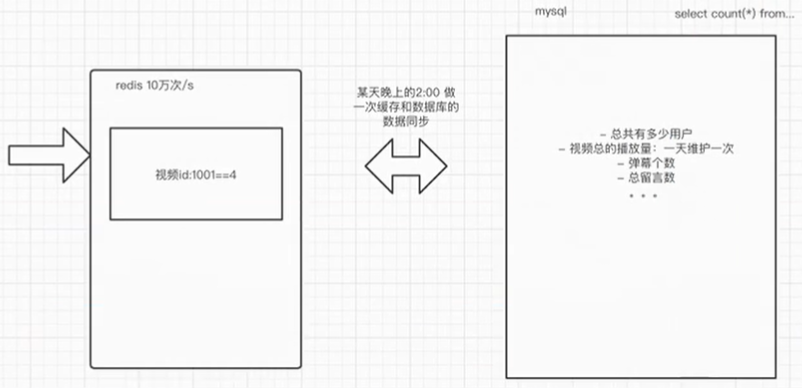 mysql
select count(*) from...
redis 10万次/s
视频id:1001==4
某天晚上的2:00 做
一次缓存和数据库的
数据同步
- 总共有多少用户
- 视频总的播放量：一天维护一次
- 弹幕个数
- 总留言数
。。。